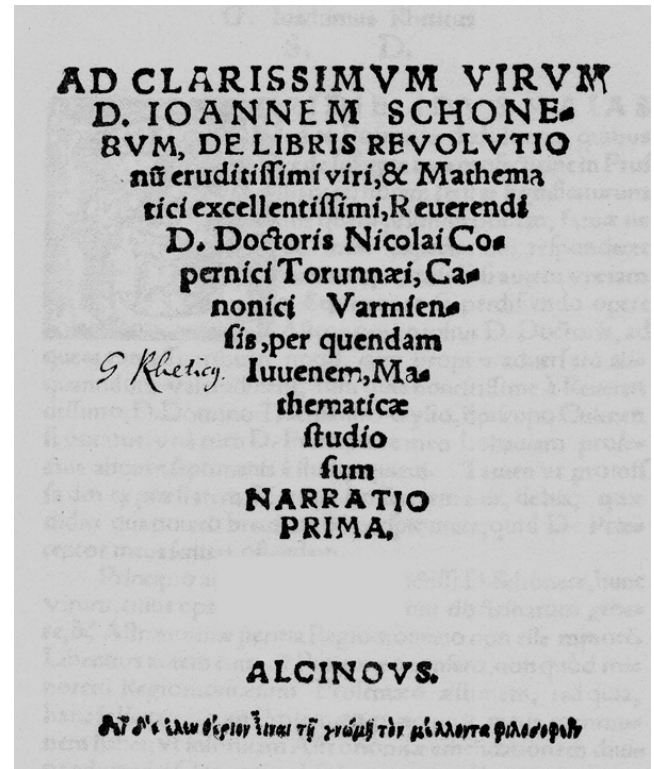 AD CLARISSIMVM VIRVM
D. IOANNEM SCHONE=
RVM, DE LIBRIS REVOLVTIO
nũ eruditiſſimi viri, & Mathema
tici excellentiſſimi, Reuerendi
D. Doctoris Nicolai Co=
pernici Torunnæi, Ca=
nonici Varmien=
ſis, per quendam
G Rheticũ.
Iuuenem, Ma=
thematicæ
ſtudio
ſum
NARRATIO
PRIMA.
ALCINOVS.
δεῖ δ' ἐλευθέριον εἶναι τῇ γνώμῃ τὸν μέλλοντα φιλοσοφεῖν